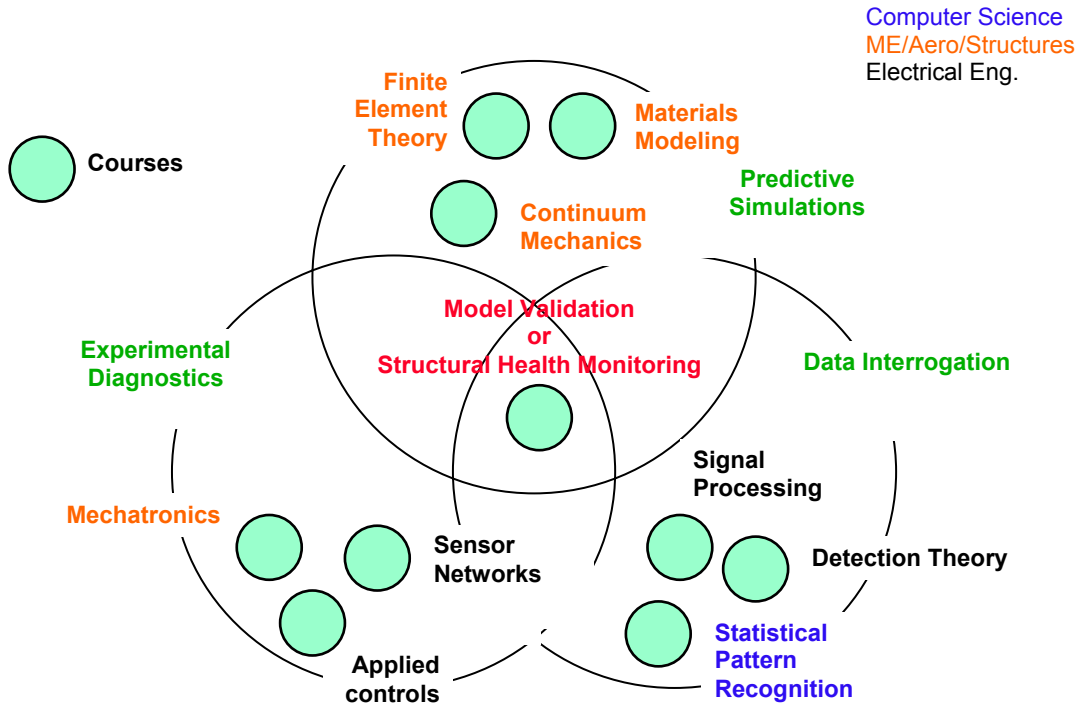 Computer Science
ME/Aero/Structures
Electrical Eng.
Finite
Element
Theory
Materials
Modeling
Courses
Predictive
Simulations
Continuum
Mechanics
Model Validation
or
Structural Health Monitoring
Experimental
Diagnostics
Data Interrogation
Signal
Processing
Mechatronics
Sensor
Networks
Detection Theory
Statistical
Pattern
Recognition
Applied
controls